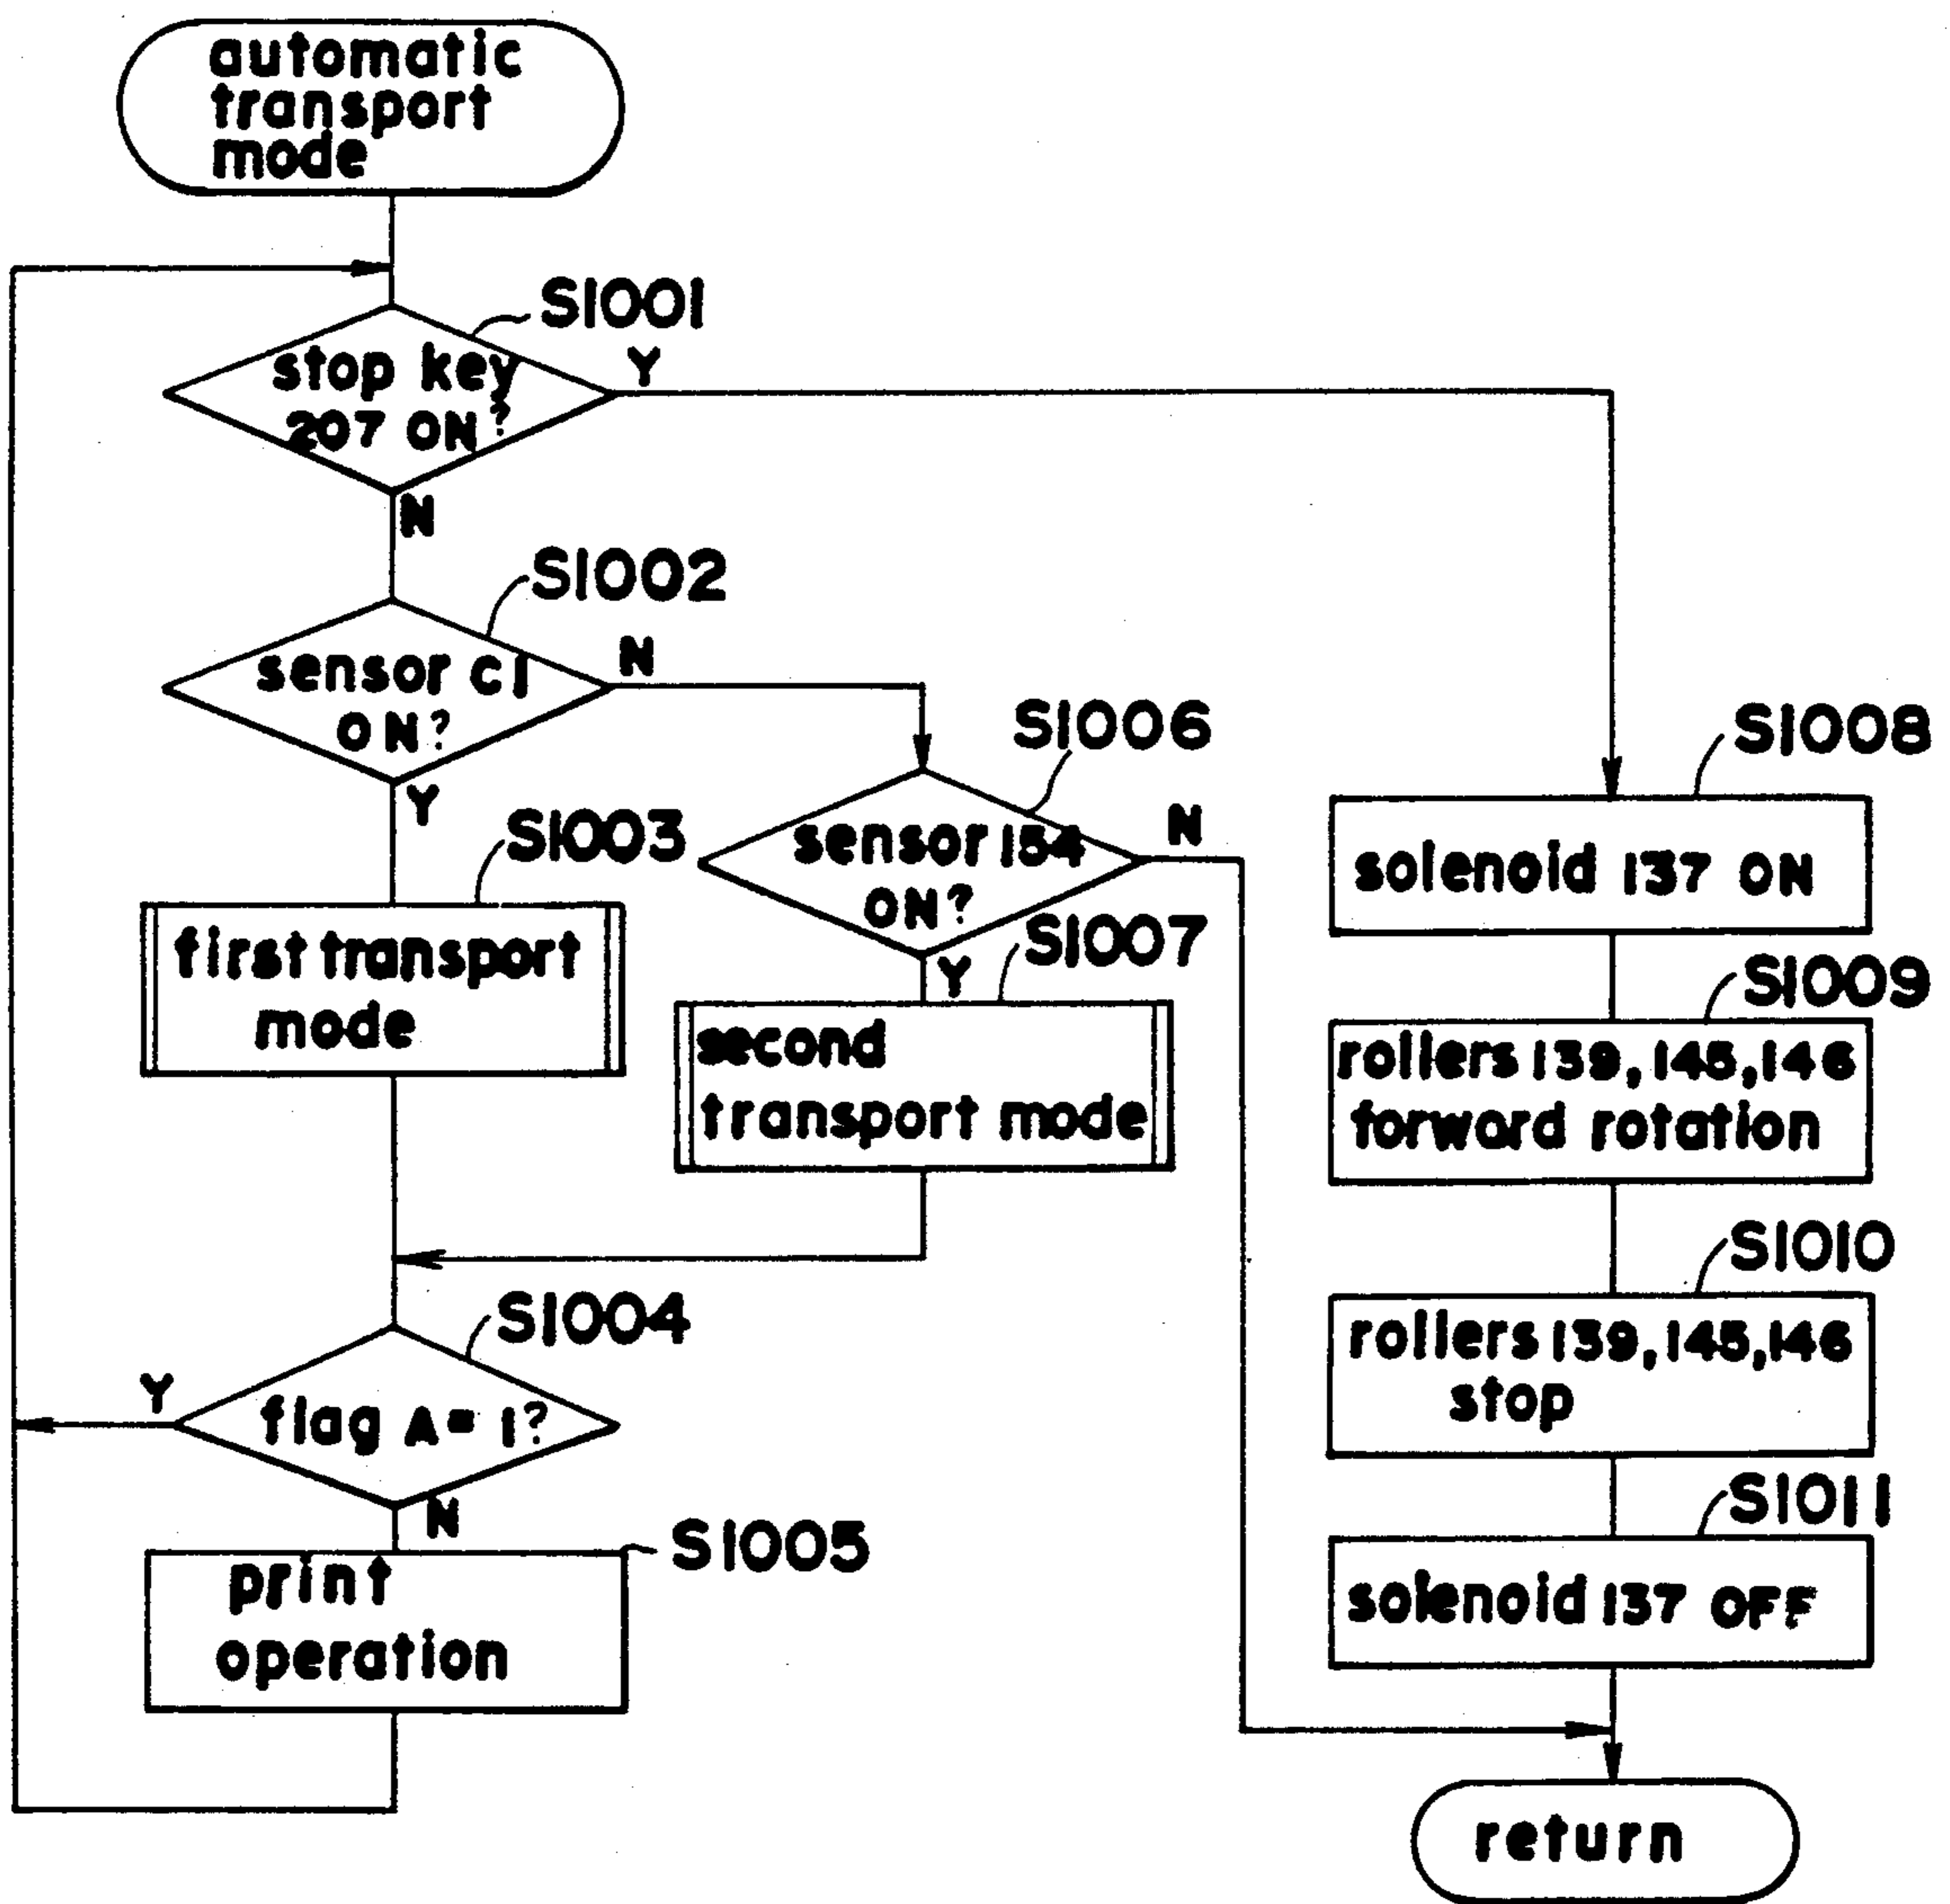 automatic
transport
mode
S1001
stop key
207 ON?
Y
N
S1002
sensor c1
ON?
N
Y
S1003
first transport
mode
S1006
sensor 154
ON?
N
Y
S1007
second
transport mode
S1004
flag A=1?
Y
N
S1005
print
operation
S1008
solenoid 137 ON
S1009
rollers 139, 145, 146
forward rotation
S1010
rollers 139, 145, 146
stop
S1011
solenoid 137 OFF
return